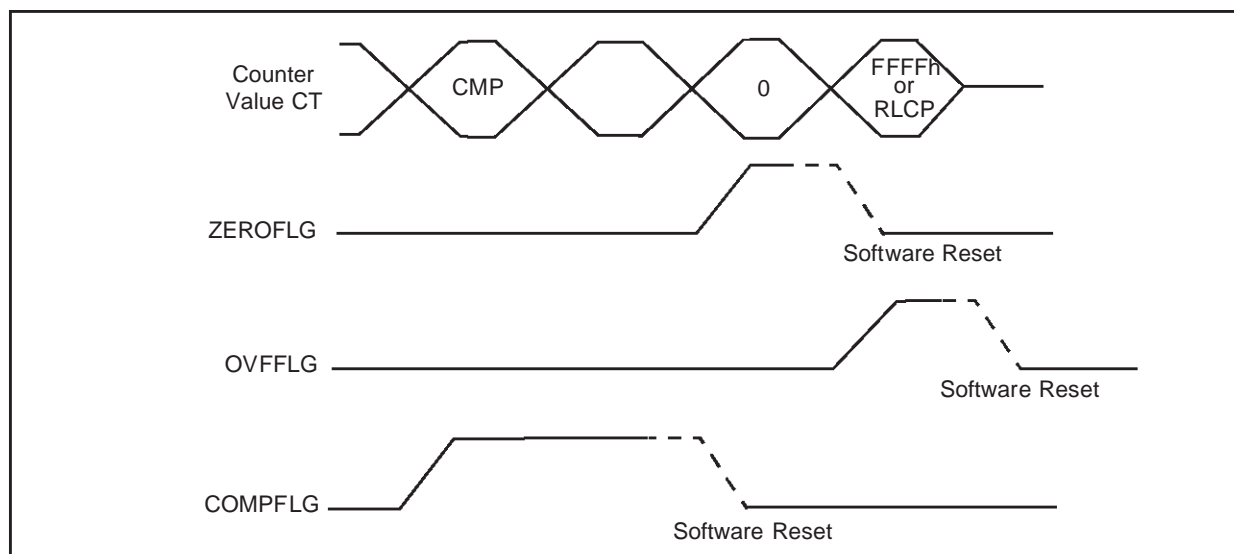 Counter
Value CT
CMP
0
FFFFh
or
RLCP
ZEROFLG
Software Reset
OVFFLG
Software Reset
COMPFLG
Software Reset